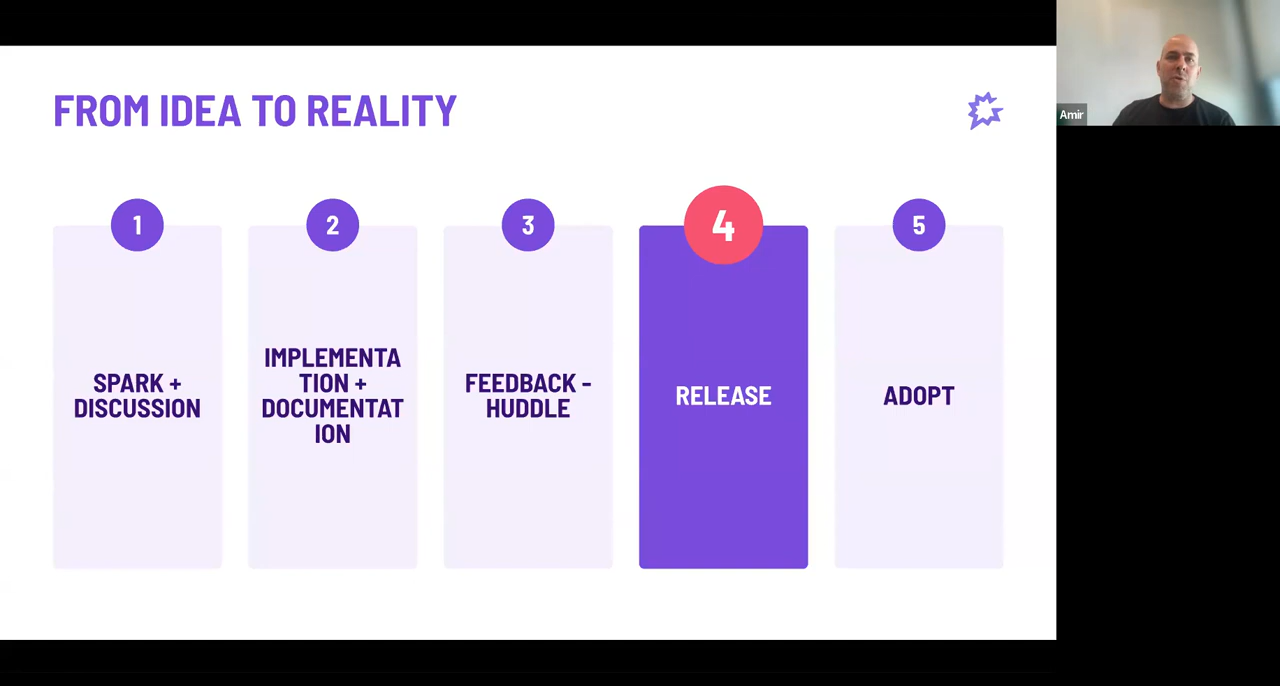 FROM IDEA TO REALITY
Amir
1
2
3
4
5
SPARK +
DISCUSSION
IMPLEMENTA
TION +
DOCUMENTAT
ION
FEEDBACK -
HUDDLE
RELEASE
ADOPT